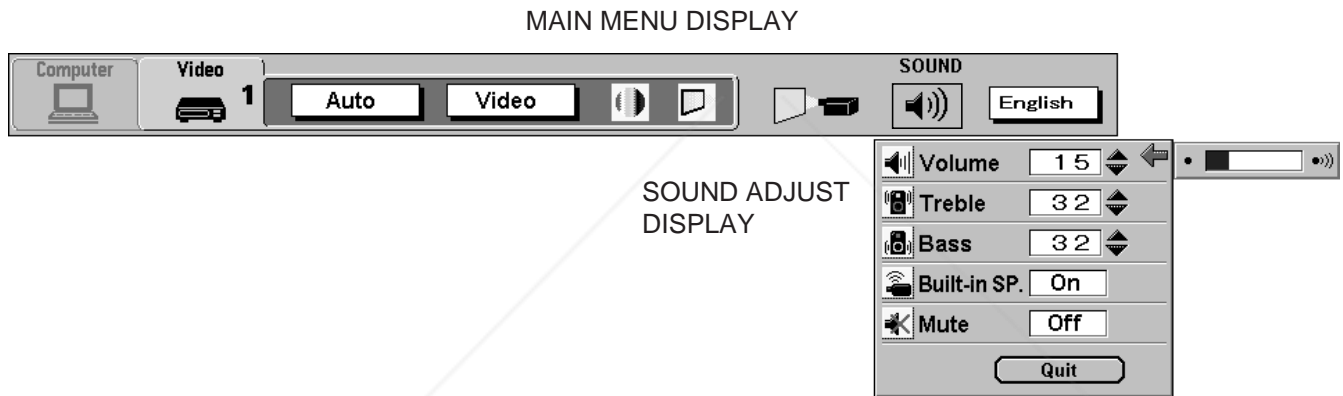 MAIN MENU DISPLAY
Computer
Video
1
Auto
Video
SOUND
English
SOUND ADJUST
DISPLAY
Volume 15
Treble 32
Bass 32
Built-in SP. On
Mute Off
Quit